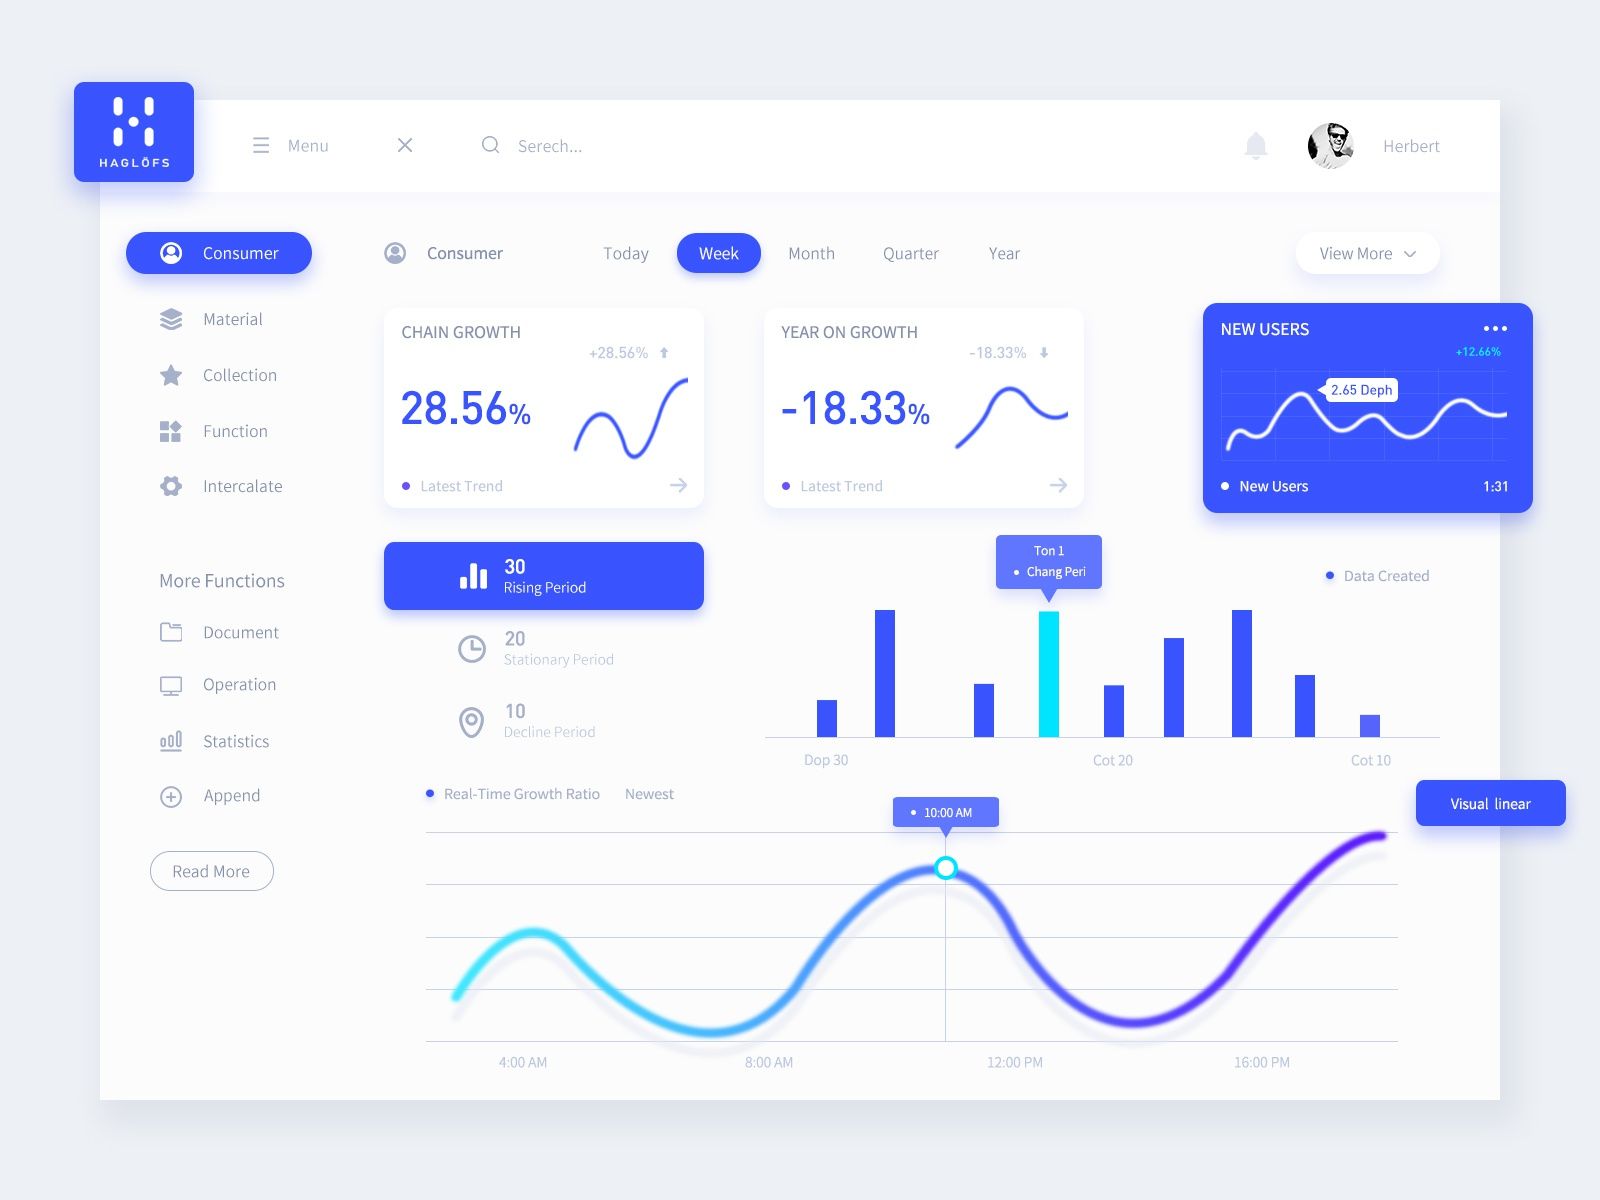 HAGLÖFS
Menu
Serech...
Herbert
Consumer
Material
Collection
Function
Intercalate
More Functions
Document
Operation
Statistics
Append
Read More
Consumer
Today
Week
Month
Quarter
Year
View More
CHAIN GROWTH
+28.56%
28.56%
Latest Trend
YEAR ON GROWTH
-18.33%
-18.33%
Latest Trend
NEW USERS
+12.66%
2.65 Deph
New Users
1:31
30
Rising Period
20
Stationary Period
10
Decline Period
Ton 1
Chang Peri
Data Created
Dop 30
Cot 20
Cot 10
Visual linear
Real-Time Growth Ratio
Newest
10:00 AM
4:00 AM
8:00 AM
12:00 PM
16:00 PM